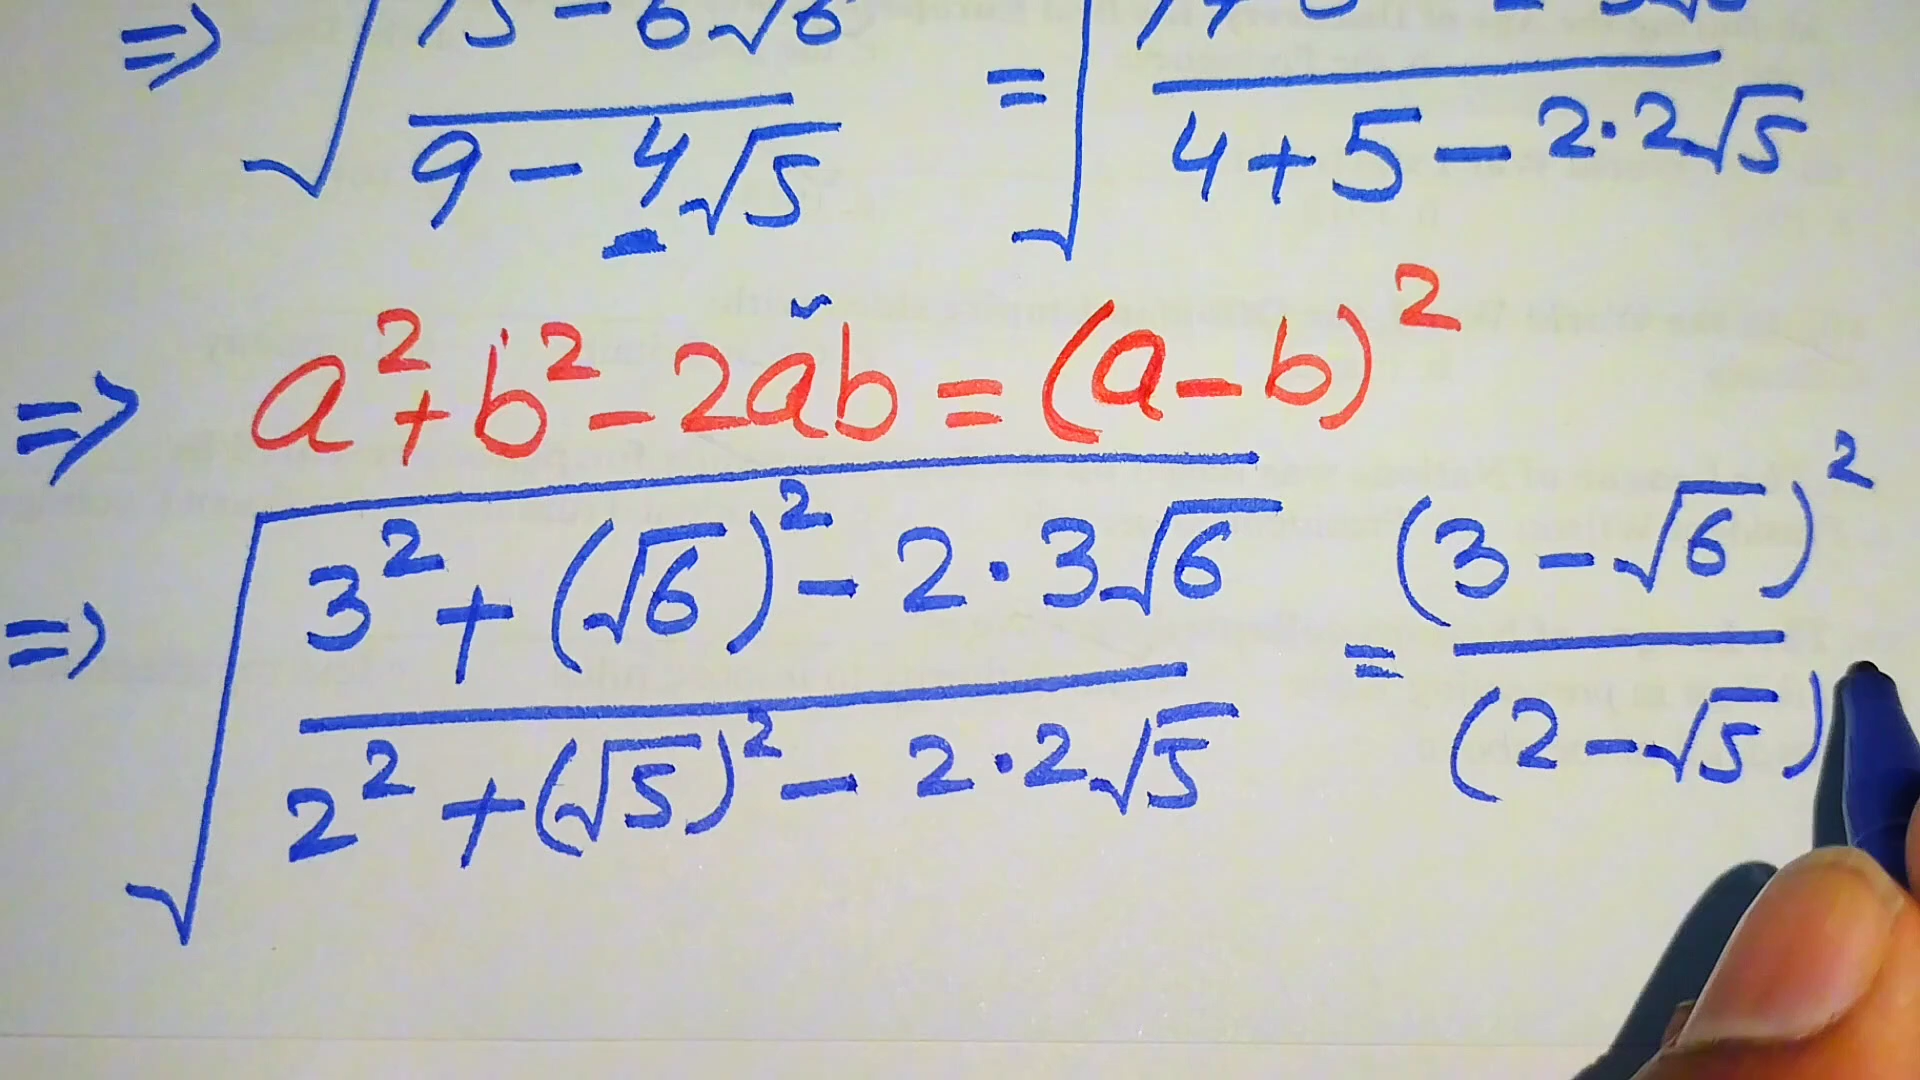 => √ 15 - 6√6 / 9 - 4√5 = √ / 4 + 5 - 2·2√5
=> a² + b² - 2ab = (a - b)²
=> √ 3² + (√6)² - 2·3√6 / 2² + (√5)² - 2·2√5 = (3 - √6)² / (2 - √5)